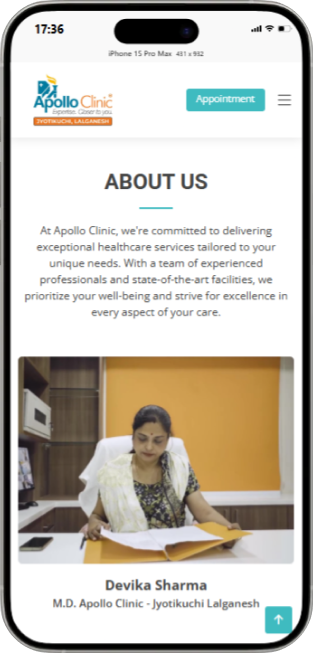 17:36
iPhone 15 Pro Max 431 x 932
Apollo Clinic
Expertise. Closer to you.
JYOTIKUCHI, LALGANESH
Appointment
ABOUT US
At Apollo Clinic, we're committed to delivering
exceptional healthcare services tailored to your
unique needs. With a team of experienced
professionals and state-of-the-art facilities, we
prioritize your well-being and strive for excellence in
every aspect of your care.
Devika Sharma
M.D. Apollo Clinic - Jyotikuchi Lalganesh